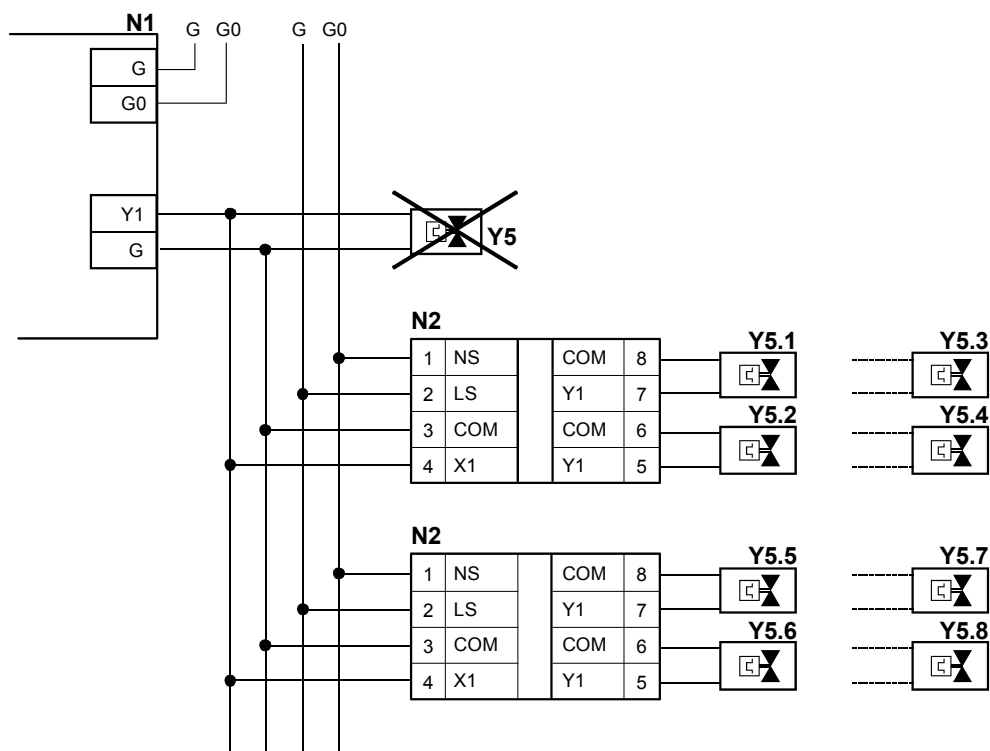 N1 G G0 G G0
G
G0
Y1
G
Y5
N2
1 NS COM 8
2 LS Y1 7
3 COM COM 6
4 X1 Y1 5
Y5.1 Y5.3
Y5.2 Y5.4
N2
1 NS COM 8
2 LS Y1 7
3 COM COM 6
4 X1 Y1 5
Y5.5 Y5.7
Y5.6 Y5.8